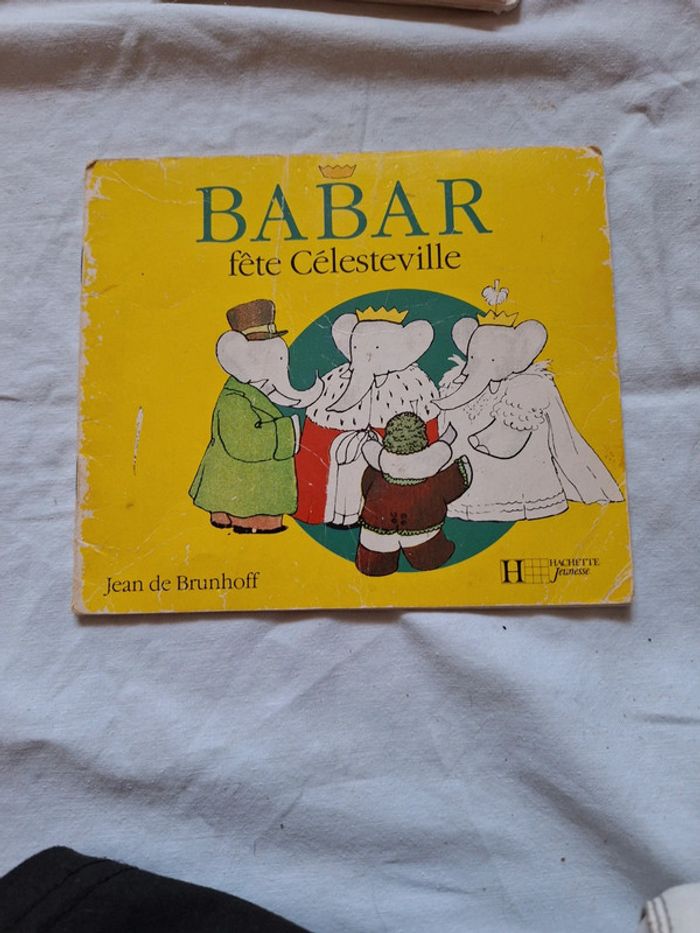 BABAR
fête Célesteville
Jean de Brunhoff
H
HACHETTE
Jeunesse